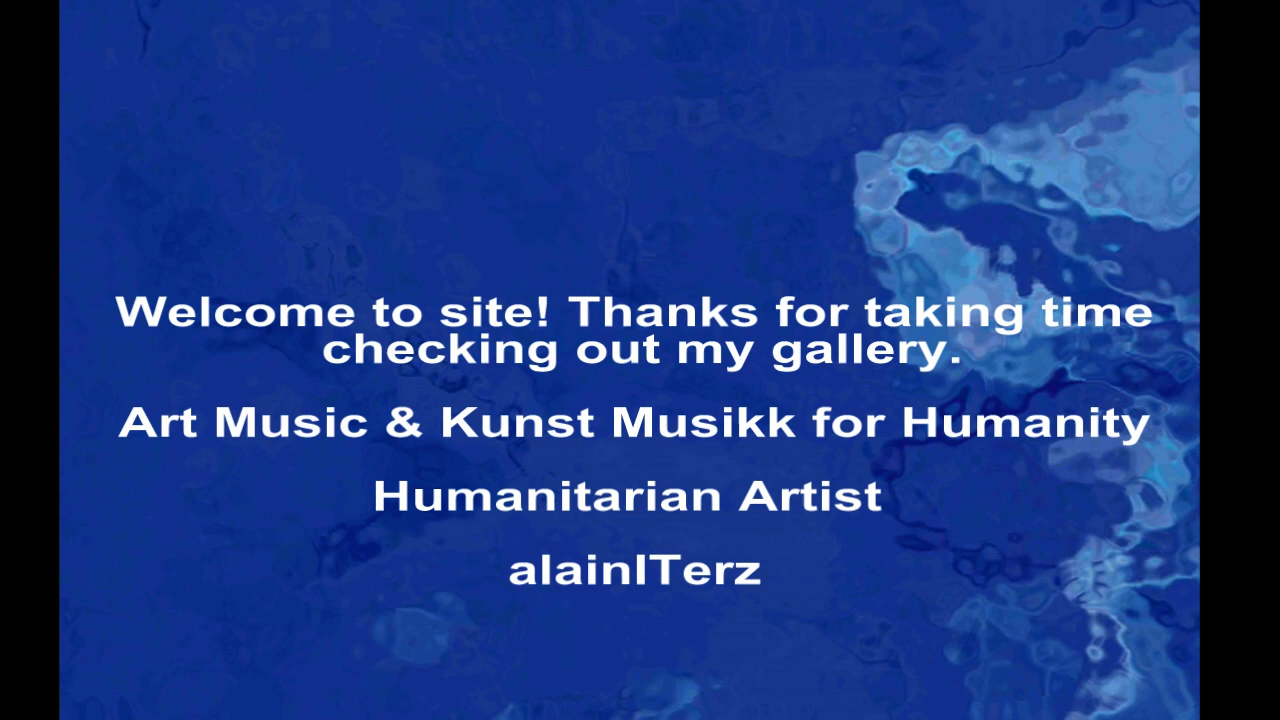 Welcome to site! Thanks for taking time
checking out my gallery.
Art Music & Kunst Musikk for Humanity
Humanitarian Artist
alainITerz